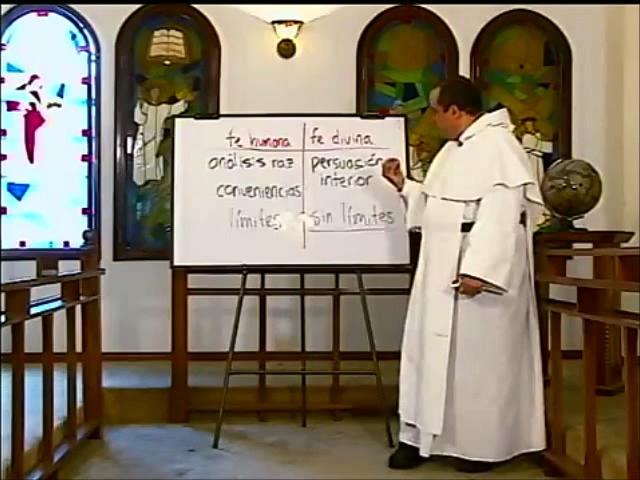 fe humana fe divina
análisis raz persuasión
interior
conveniencias
límites sin límites